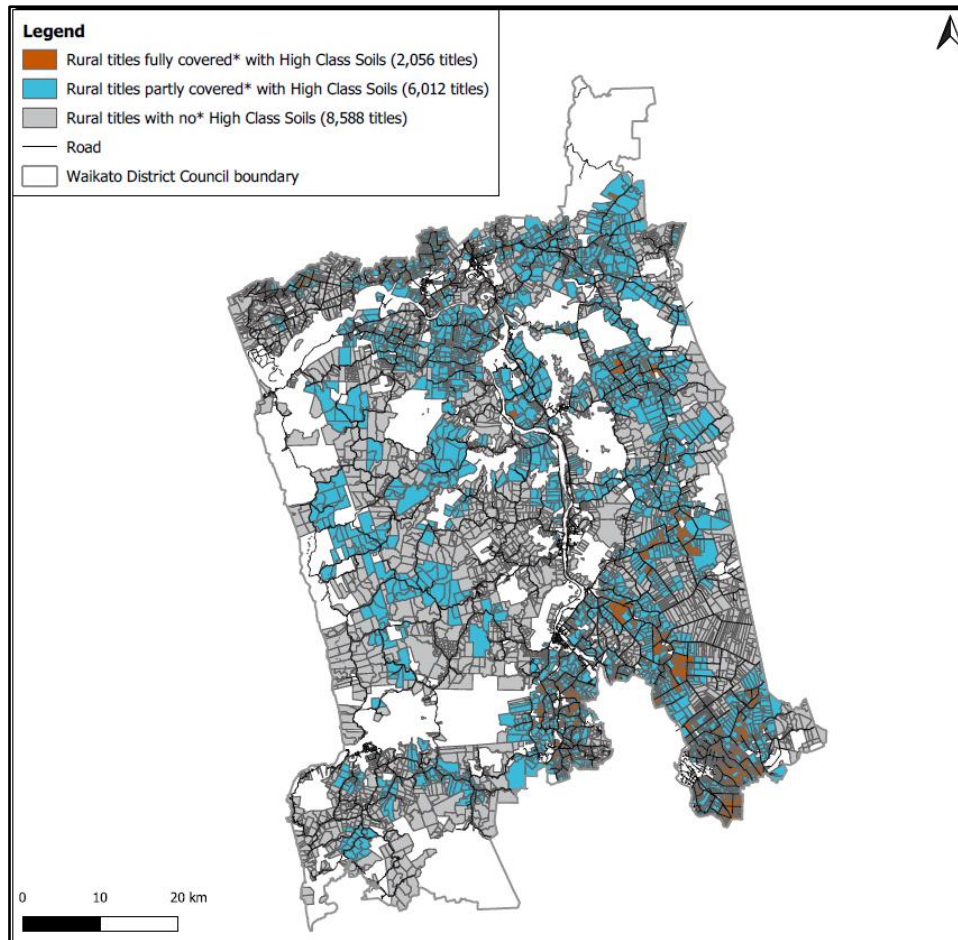 Legend
Rural titles fully covered* with High Class Soils (2,056 titles)
Rural titles partly covered* with High Class Soils (6,012 titles)
Rural titles with no* High Class Soils (8,588 titles)
Road
Waikato District Council boundary
0 10 20 km